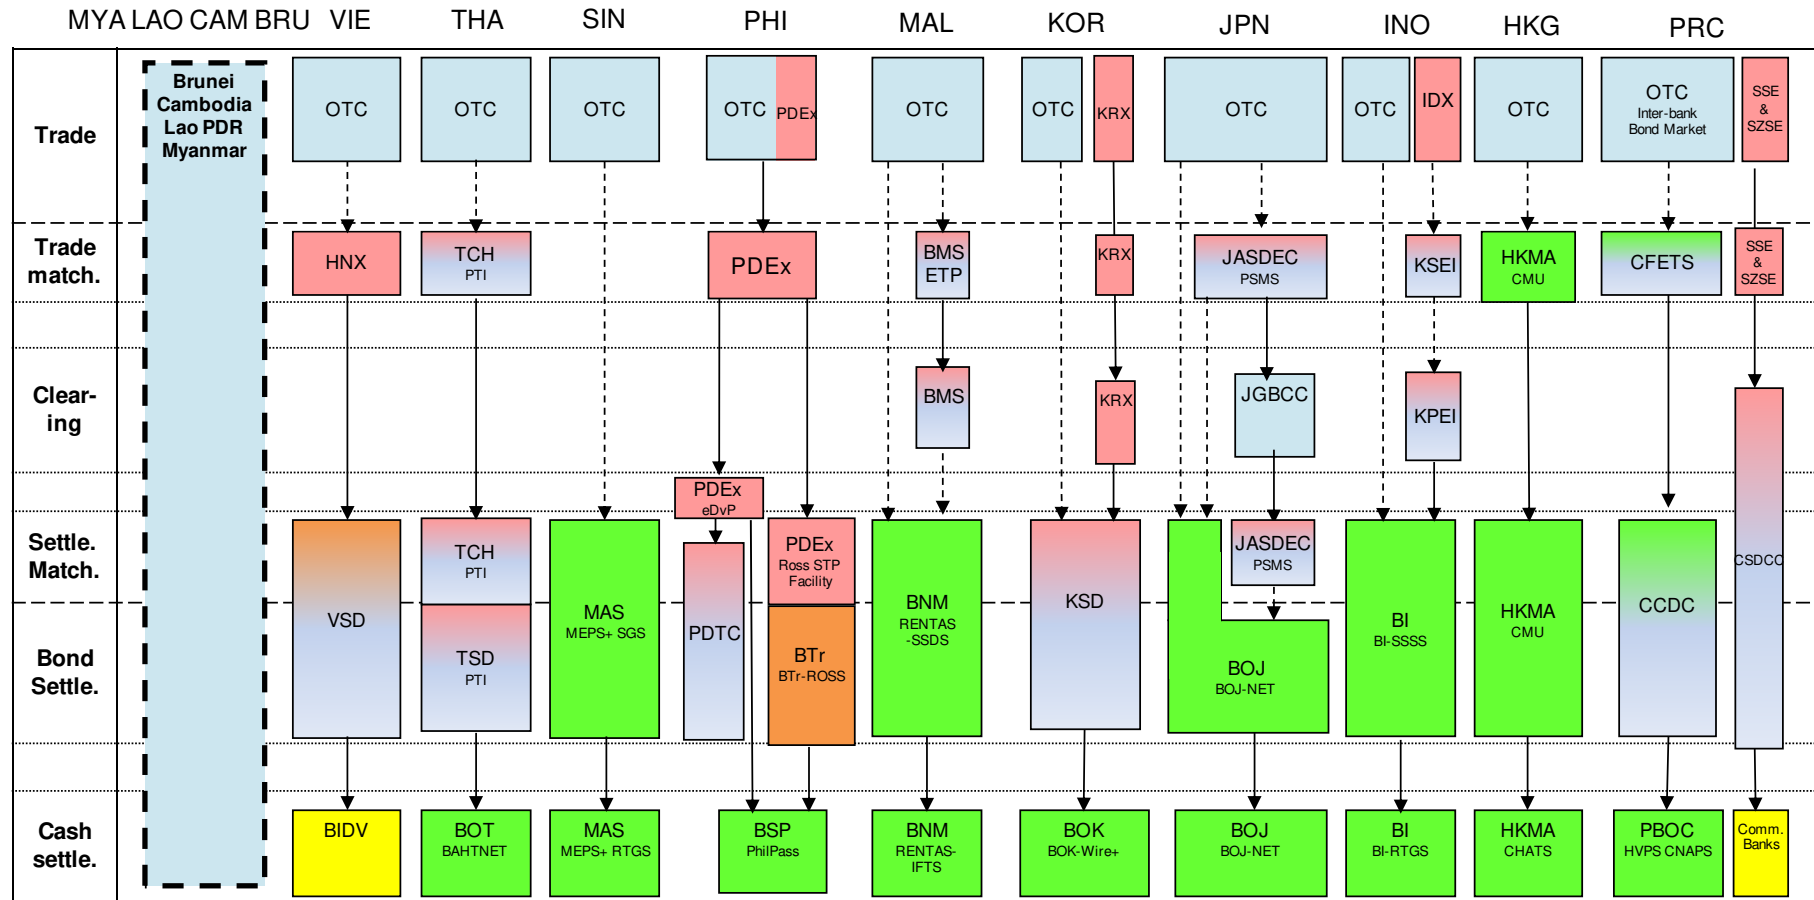 MYA LAO CAM BRU VIE THA SIN PHI MAL KOR JPN INO HKG PRC
Trade
Brunei
Cambodia
Lao PDR
Myanmar
OTC
OTC
OTC
OTC
PDEx
OTC
OTC
KRX
OTC
OTC
IDX
OTC
OTC
Inter-bank
Bond Market
SSE
&
SZSE
Trade
match.
HNX
TCH
PTI
PDEx
BMS
ETP
KRX
JASDEC
PSMS
KSEI
HKMA
CMU
CFETS
SSE
&
SZSE
Clear-
ing
BMS
KRX
JGBCC
KPEI
PDEx
eDvP
Settle.
Match.
Bond
Settle.
VSD
TCH
PTI
TSD
PTI
MAS
MEPS+ SGS
PDTC
PDEx
Ross STP
Facility
BTr
BTr-ROSS
BNM
RENTAS
-SSDS
KSD
JASDEC
PSMS
BOJ
BOJ-NET
BI
BI-SSSS
HKMA
CMU
CCDC
CSDCC
Cash
settle.
BIDV
BOT
BAHTNET
MAS
MEPS+ RTGS
BSP
PhilPass
BNM
RENTAS-
IFTS
BOK
BOK-Wire+
BOJ
BOJ-NET
BI
BI-RTGS
HKMA
CHATS
PBOC
HVPS CNAPS
Comm.
Banks